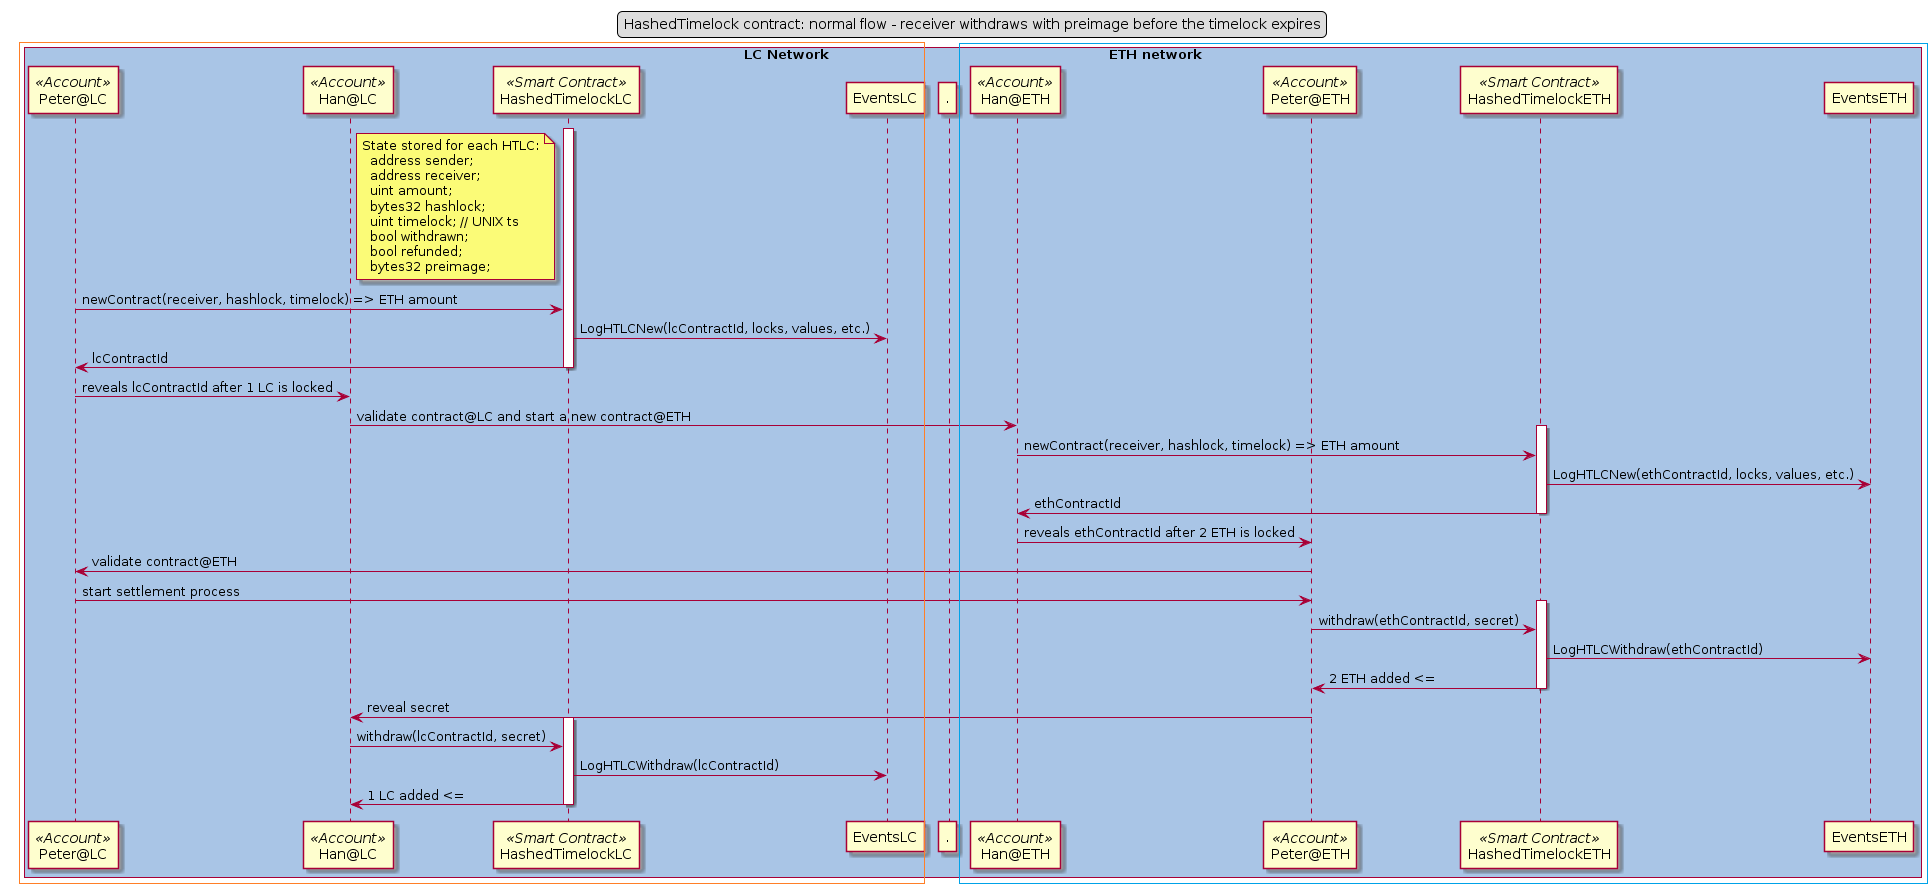 HashedTimelock contract: normal flow - receiver withdraws with preimage before the timelock expires
LC Network
ETH network
«Account»
Peter@LC
«Account»
Han@LC
«Smart Contract»
HashedTimelockLC
EventsLC
.
«Account»
Han@ETH
«Account»
Peter@ETH
«Smart Contract»
HashedTimelockETH
EventsETH
State stored for each HTLC:
address sender;
address receiver;
uint amount;
bytes32 hashlock;
uint timelock; // UNIX ts
bool withdrawn;
bool refunded;
bytes32 preimage;
newContract(receiver, hashlock, timelock) => ETH amount
LogHTLCNew(lcContractId, locks, values, etc.)
lcContractId
reveals lcContractId after 1 LC is locked
validate contract@LC and start a new contract@ETH
newContract(receiver, hashlock, timelock) => ETH amount
LogHTLCNew(ethContractId, locks, values, etc.)
ethContractId
reveals ethContractId after 2 ETH is locked
validate contract@ETH
start settlement process
withdraw(ethContractId, secret)
LogHTLCWithdraw(ethContractId)
2 ETH added <=
reveal secret
withdraw(lcContractId, secret)
LogHTLCWithdraw(lcContractId)
1 LC added <=
«Account»
Peter@LC
«Account»
Han@LC
«Smart Contract»
HashedTimelockLC
EventsLC
.
«Account»
Han@ETH
«Account»
Peter@ETH
«Smart Contract»
HashedTimelockETH
EventsETH